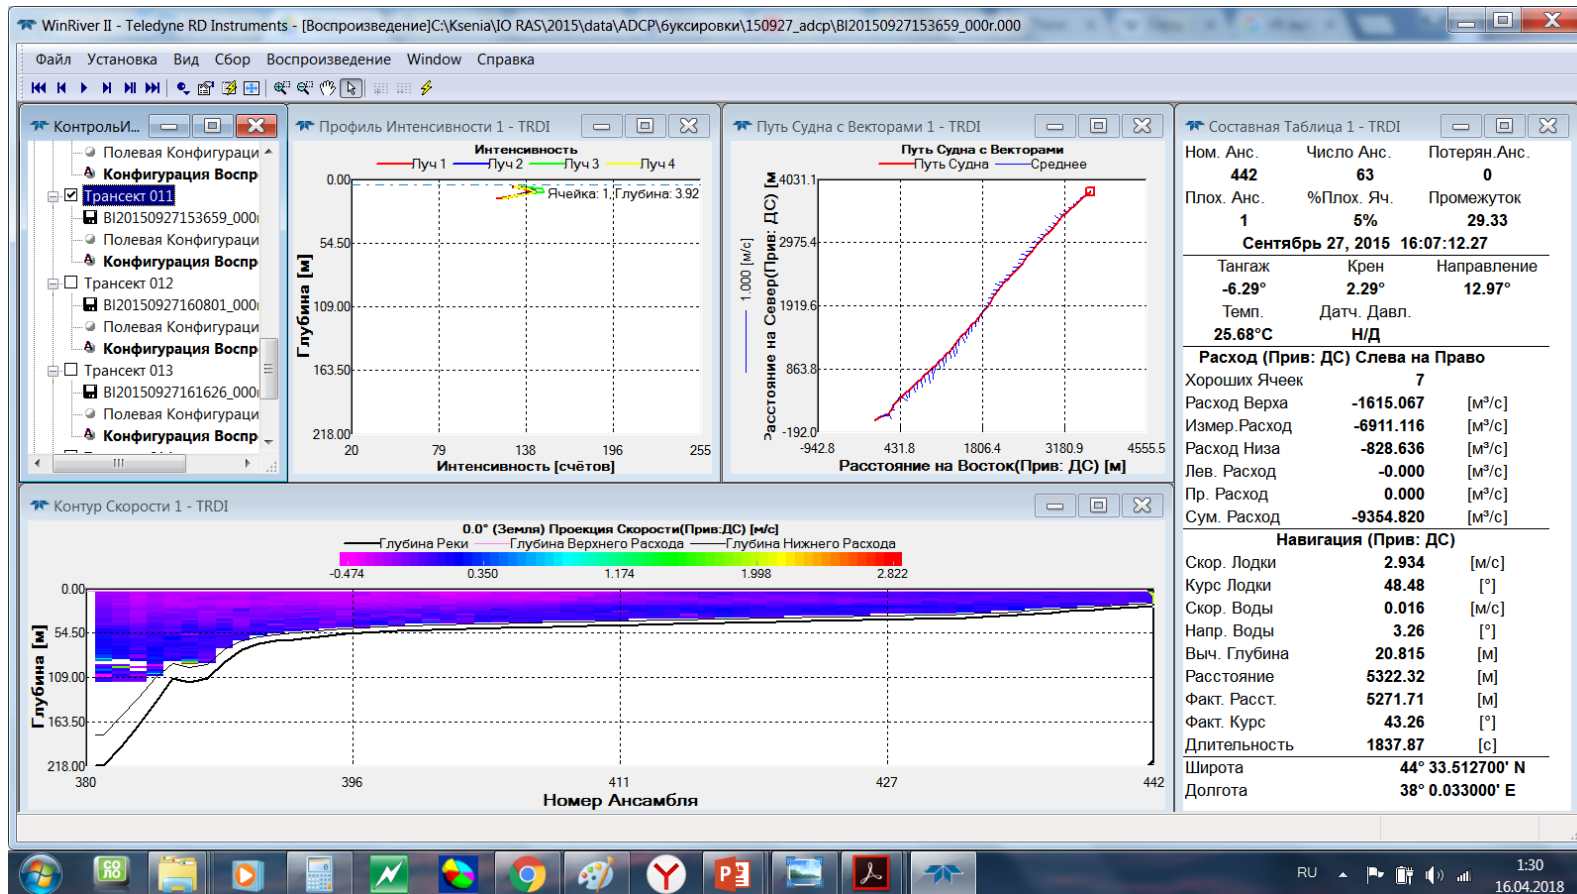 WinRiver II - Teledyne RD Instruments - [Воспроизведение]C:\Ksenia\IO RAS\2015\data\ADCP\буксировки\150927_adcp\BI20150927153659_000r.000
Файл Установка Вид Сбор Воспроизведение Window Справка
КонтрольИ...
Полевая Конфигураци
Конфигурация Воспр
Трансект 011
BI20150927153659_000
Полевая Конфигураци
Конфигурация Воспр
Трансект 012
BI20150927160801_000
Полевая Конфигураци
Конфигурация Воспр
Трансект 013
BI20150927161626_000
Полевая Конфигураци
Конфигурация Воспр
Профиль Интенсивности 1 - TRDI
Интенсивность
Луч 1 Луч 2 Луч 3 Луч 4
Ячейка: 1, Глубина: 3.92
Глубина [м]
0.00
54.50
109.00
163.50
218.00
20 79 138 196 255
Интенсивность [счётов]
Путь Судна с Векторами 1 - TRDI
Путь Судна с Векторами
Путь Судна Среднее
1.000 [м/с]
Расстояние на Север(Прив: ДС) [м]
4031.1
2975.4
1919.6
863.8
-192.0
-942.8 431.8 1806.4 3180.9 4555.5
Расстояние на Восток(Прив: ДС) [м]
Составная Таблица 1 - TRDI
Ном. Анс. Число Анс. Потерян.Анс.
442 63 0
Плох. Анс. %Плох. Яч. Промежуток
1 5% 29.33
Сентябрь 27, 2015 16:07:12.27
Тангаж Крен Направление
-6.29° 2.29° 12.97°
Темп. Датч. Давл.
25.68°C Н/Д
Расход (Прив: ДС) Слева на Право
Хороших Ячеек 7
Расход Верха -1615.067 [м³/с]
Измер.Расход -6911.116 [м³/с]
Расход Низа -828.636 [м³/с]
Лев. Расход -0.000 [м³/с]
Пр. Расход 0.000 [м³/с]
Сум. Расход -9354.820 [м³/с]
Навигация (Прив: ДС)
Скор. Лодки 2.934 [м/с]
Курс Лодки 48.48 [°]
Скор. Воды 0.016 [м/с]
Напр. Воды 3.26 [°]
Выч. Глубина 20.815 [м]
Расстояние 5322.32 [м]
Факт. Расст. 5271.71 [м]
Факт. Курс 43.26 [°]
Длительность 1837.87 [с]
Широта 44° 33.512700' N
Долгота 38° 0.033000' E
Контур Скорости 1 - TRDI
0.0° (Земля) Проекция Скорости(Прив:ДС) [м/с]
Глубина Реки Глубина Верхнего Расхода Глубина Нижнего Расхода
-0.474 0.350 1.174 1.998 2.822
Глубина [м]
0.00
54.50
109.00
163.50
218.00
380 396 411 427 442
Номер Ансамбля
СО
ЛО
RU
1:30
16.04.2018